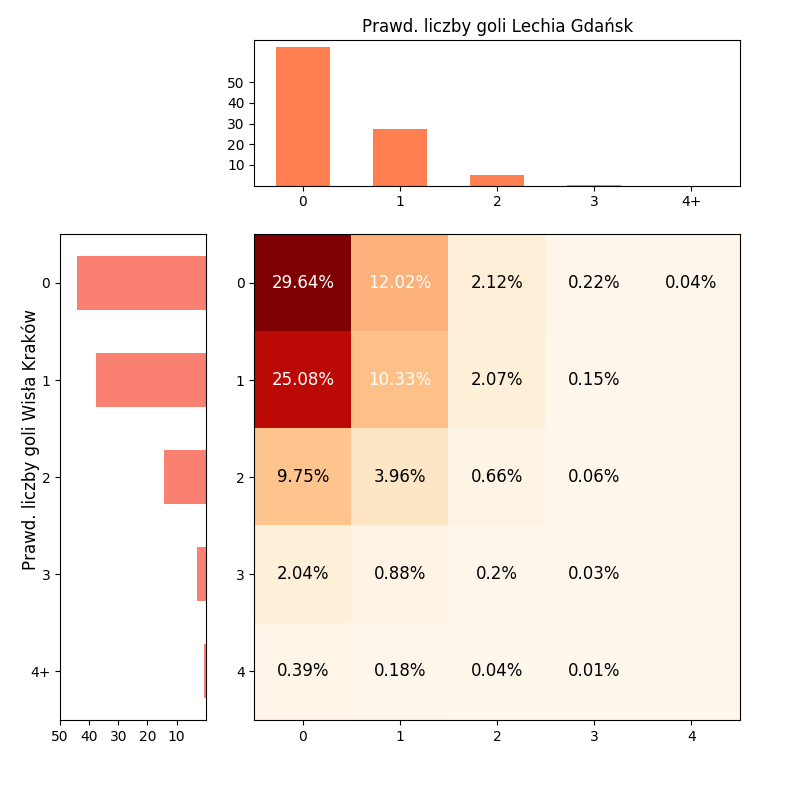 Prawd. liczby goli Lechia Gdańsk
50
40
30
20
10
0 1 2 3 4+
Prawd. liczby goli Wisła Kraków
0
1
2
3
4+
50 40 30 20 10
0 29.64% 12.02% 2.12% 0.22% 0.04%
1 25.08% 10.33% 2.07% 0.15%
2 9.75% 3.96% 0.66% 0.06%
3 2.04% 0.88% 0.2% 0.03%
4 0.39% 0.18% 0.04% 0.01%
0 1 2 3 4